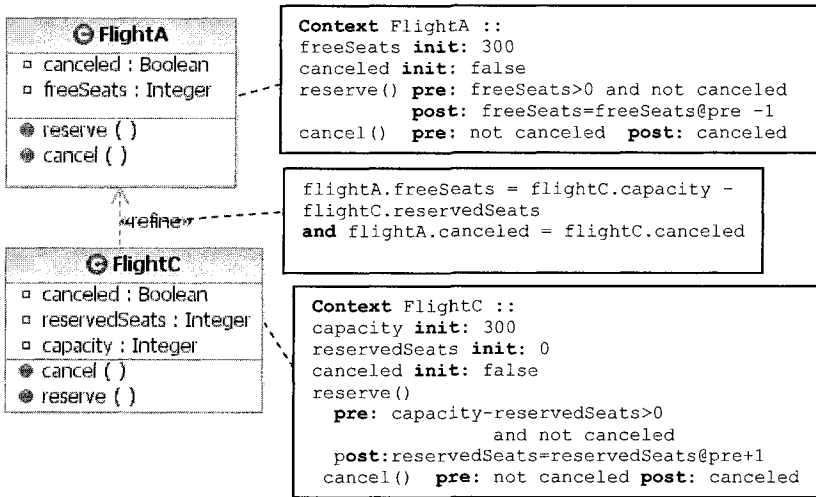 FlightA
canceled : Boolean
freeSeats : Integer
reserve ( )
cancel ( )
Context FlightA ::
freeSeats init: 300
canceled init: false
reserve() pre: freeSeats>0 and not canceled
post: freeSeats=freeSeats@pre -1
cancel() pre: not canceled post: canceled
«refine»
flightA.freeSeats = flightC.capacity -
flightC.reservedSeats
and flightA.canceled = flightC.canceled
FlightC
canceled : Boolean
reservedSeats : Integer
capacity : Integer
cancel ( )
reserve ( )
Context FlightC ::
capacity init: 300
reservedSeats init: 0
canceled init: false
reserve()
pre: capacity-reservedSeats>0
and not canceled
post:reservedSeats=reservedSeats@pre+1
cancel() pre: not canceled post: canceled